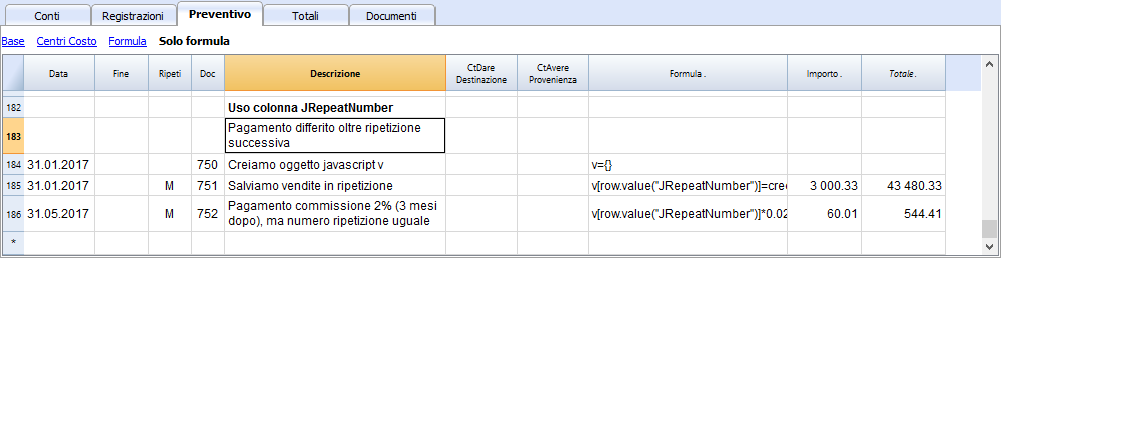 Conti Registrazioni Preventivo Totali Documenti
Base Centri Costo Formula Solo formula
Data Fine Ripeti Doc Descrizione CtDare Destinazione CtAvere Provenienza Formula . Importo . Totale .
182 Uso colonna JRepeatNumber
183 Pagamento differito oltre ripetizione
successiva
184 31.01.2017 750 Creiamo oggetto javascript v v={}
185 31.01.2017 M 751 Salviamo vendite in ripetizione v[row.value("JRepeatNumber")]=cre 3 000.33 43 480.33
186 31.05.2017 M 752 Pagamento commissione 2% (3 mesi
dopo), ma numero ripetizione uguale v[row.value("JRepeatNumber")]*0.02 60.01 544.41
*